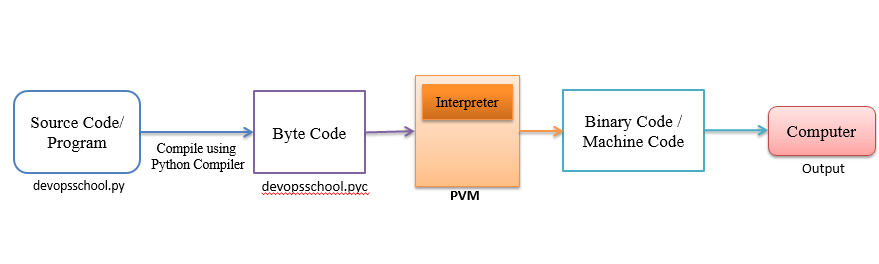 Source Code/
Program
devopsschool.py
Compile using
Python Compiler
Byte Code
devopsschool.pyc
Interpreter
PVM
Binary Code /
Machine Code
Computer
Output